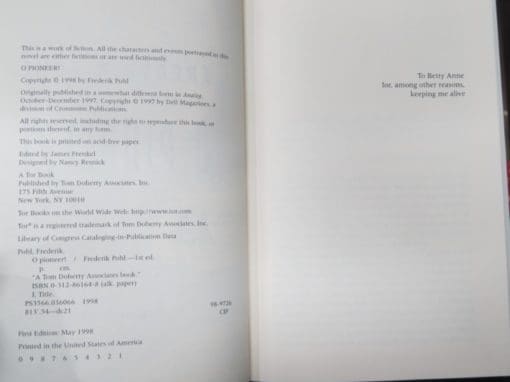 This is a work of fiction. All the characters and events portrayed in this
novel are either fictitious or are used fictitiously.
O PIONEER!
Copyright © 1998 by Frederik Pohl
Originally published in a somewhat different form in Analog,
October–December 1997. Copyright © 1997 by Dell Magazines, a
division of Crossroads Publications.
All rights reserved, including the right to reproduce this book, or
portions thereof, in any form.
This book is printed on acid-free paper.
Edited by James Frenkel
Designed by Nancy Resnick
A Tor Book
Published by Tom Doherty Associates, Inc.
175 Fifth Avenue
New York, NY 10010
Tor Books on the World Wide Web: http://www.tor.com
Tor® is a registered trademark of Tom Doherty Associates, Inc.
Library of Congress Cataloging-in-Publication Data
Pohl, Frederik.
O pioneer! / Frederik Pohl.—1st ed.
p. cm.
"A Tom Doherty Associates book."
ISBN 0-312-86164-8 (alk. paper)
I. Title.
PS3566.O36O66 1998
813'.54—dc21
98-9726
CIP
First Edition: May 1998
Printed in the United States of America
0 9 8 7 6 5 4 3 2 1
To Betty Anne
for, among other reasons,
keeping me alive